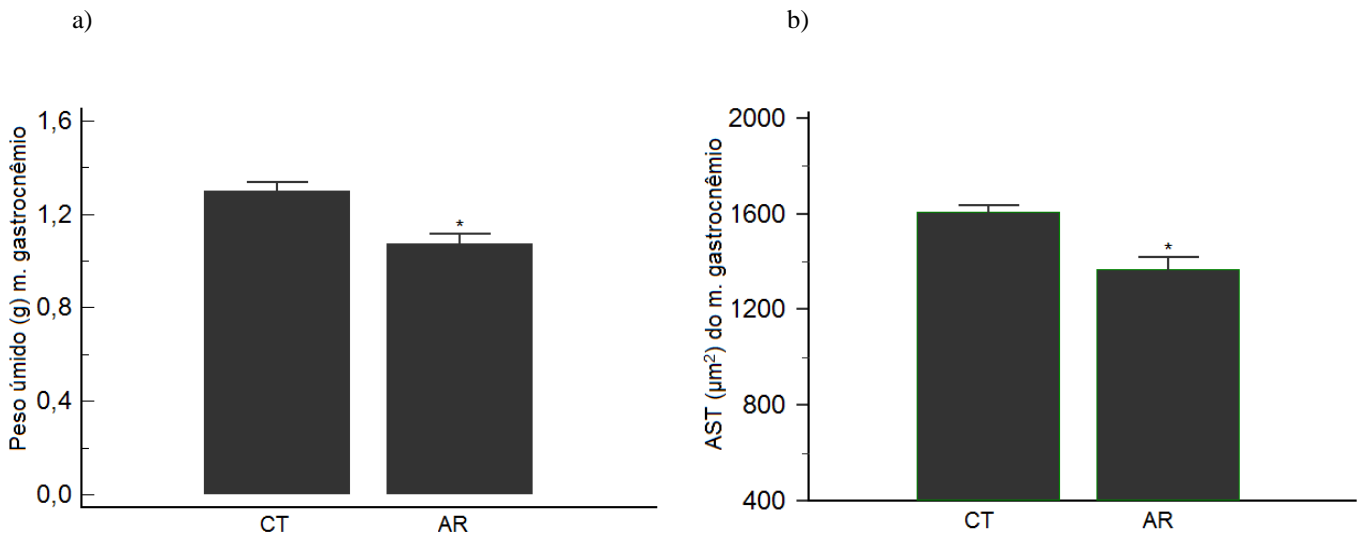 a)
Peso úmido (g) m. gastrocnêmio
1,6
1,2
0,8
0,4
0,0
*
CT
AR
b)
AST (µm²) do m. gastrocnêmio
2000
1600
1200
800
400
*
CT
AR